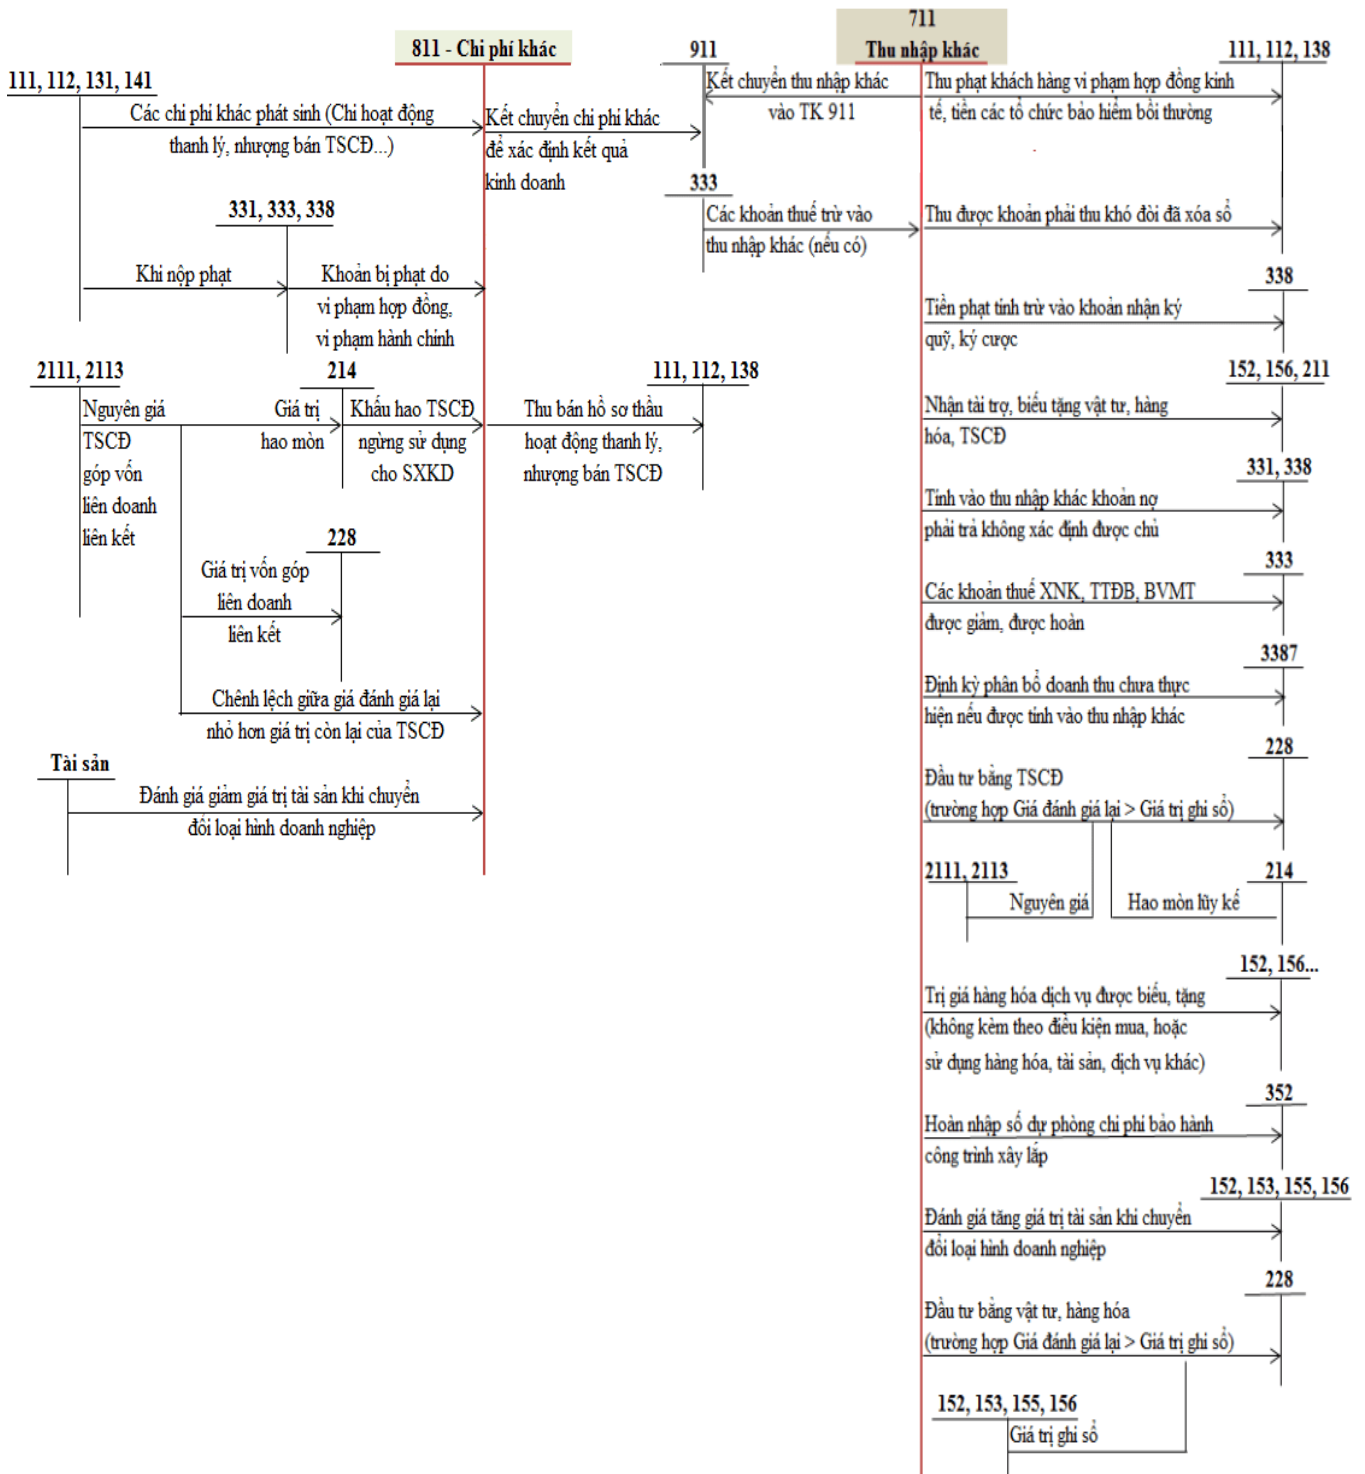 811 - Chi phí khác
111, 112, 131, 141
Các chi phí khác phát sinh (Chi hoạt động
thanh lý, nhượng bán TSCĐ...)
Kết chuyển chi phí khác
để xác định kết quả
kinh doanh
331, 333, 338
Khi nộp phạt
Khoản bị phạt do
vi phạm hợp đồng,
vi phạm hành chính
2111, 2113
214
111, 112, 138
Nguyên giá
TSCĐ
góp vốn
liên doanh
liên kết
Giá trị
hao mòn
Khấu hao TSCĐ
ngừng sử dụng
cho SXKD
Thu bán hồ sơ thầu
hoạt động thanh lý,
nhượng bán TSCĐ
228
Giá trị vốn góp
liên doanh
liên kết
Chênh lệch giữa giá đánh giá lại
nhỏ hơn giá trị còn lại của TSCĐ
Tài sản
Đánh giá giảm giá trị tài sản khi chuyển
đổi loại hình doanh nghiệp
911
711
Thu nhập khác
111, 112, 138
Kết chuyển thu nhập khác
vào TK 911
Thu phạt khách hàng vi phạm hợp đồng kinh
tế, tiền các tổ chức bảo hiểm bồi thường
333
Các khoản thuế trừ vào
thu nhập khác (nếu có)
Thu được khoản phải thu khó đòi đã xóa sổ
338
Tiền phạt tính trừ vào khoản nhận ký
quỹ, ký cược
152, 156, 211
Nhận tài trợ, biếu tặng vật tư, hàng
hóa, TSCĐ
331, 338
Tính vào thu nhập khác khoản nợ
phải trả không xác định được chủ
333
Các khoản thuế XNK, TTĐB, BVMT
được giảm, được hoàn
3387
Định kỳ phân bổ doanh thu chưa thực
hiện nếu được tính vào thu nhập khác
228
Đầu tư bằng TSCĐ
(trường hợp Giá đánh giá lại > Giá trị ghi sổ)
2111, 2113
214
Nguyên giá
Hao mòn lũy kế
152, 156...
Trị giá hàng hóa dịch vụ được biếu, tặng
(không kèm theo điều kiện mua, hoặc
sử dụng hàng hóa, tài sản, dịch vụ khác)
352
Hoàn nhập số dự phòng chi phí bảo hành
công trình xây lắp
152, 153, 155, 156
Đánh giá tăng giá trị tài sản khi chuyển
đổi loại hình doanh nghiệp
228
Đầu tư bằng vật tư, hàng hóa
(trường hợp Giá đánh giá lại > Giá trị ghi sổ)
152, 153, 155, 156
Giá trị ghi sổ